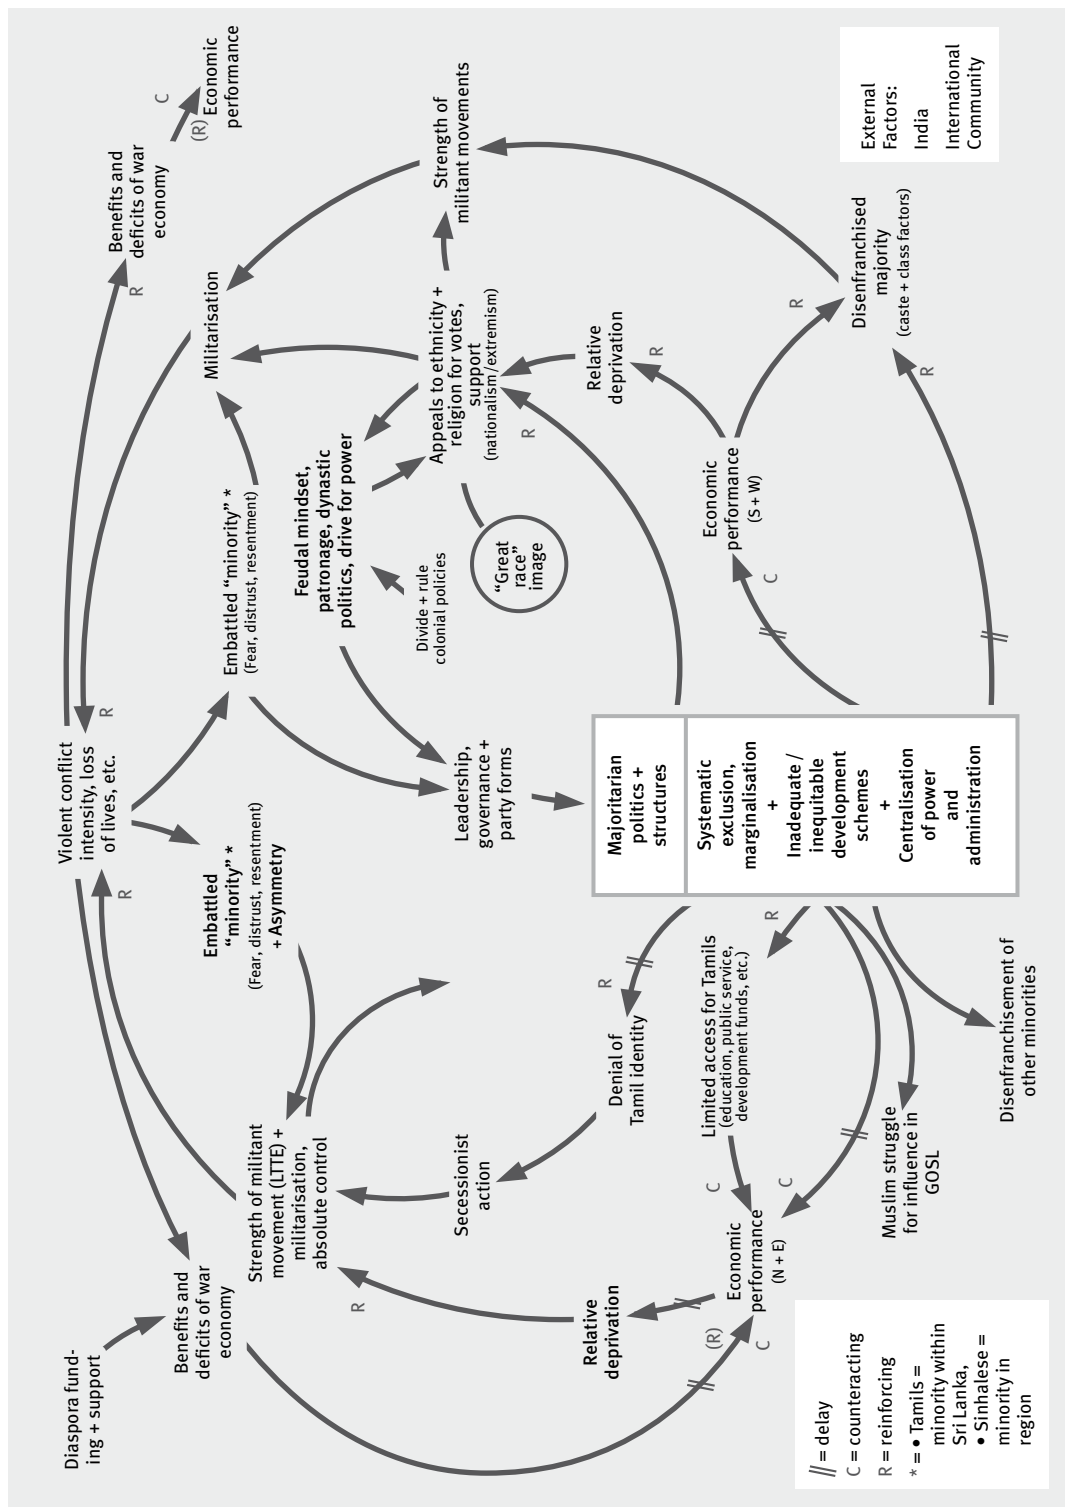 Diaspora fund-
ing + support
Benefits and
deficits of war
economy
Violent conflict
intensity, loss
of lives, etc.
R
R
R
Benefits and
deficits of war
economy
C
(R)
Economic
performance
Strength of militant
movement (LTTE) +
militarisation,
absolute control
Embattled
“minority” *
(Fear, distrust, resentment)
+ Asymmetry
Embattled “minority” *
(Fear, distrust, resentment)
Militarisation
Feudal mindset,
patronage, dynastic
politics, drive for power
Divide + rule
colonial policies
“Great
race”
image
Appeals to ethnicity +
religion for votes,
support
(nationalism/extremism)
Strength of
militant movements
R
Secessionist
action
Leadership,
governance +
party forms
R
Relative
deprivation
R
Relative
deprivation
Denial of
Tamil identity
R
Majoritarian
politics +
structures
Systematic
exclusion,
marginalisation
+
Inadequate /
inequitable
development
schemes
+
Centralisation
of power
and
administration
Limited access for Tamils
(education, public service,
development funds, etc.)
R
C
C
Economic
performance
(N + E)
(R)
C
Economic
performance
(S + W)
C
R
Disenfranchised
majority
(caste + class factors)
R
Muslim struggle
for influence in
GOSL
Disenfranchisement of
other minorities
// = delay
C = counteracting
R = reinforcing
* = • Tamils =
minority within
Sri Lanka,
• Sinhalese =
minority in
region
External
Factors:
India
International
Community